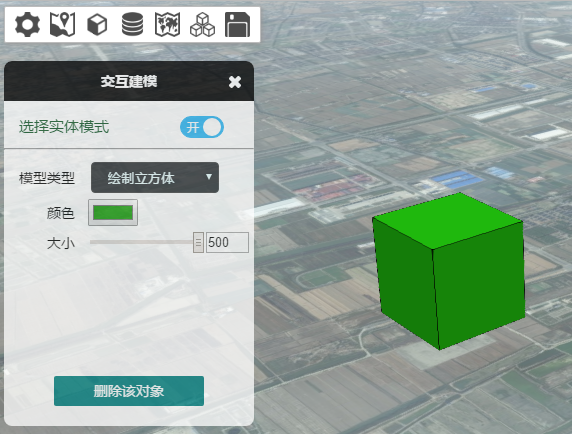 交互建模
选择实体模式 开
模型类型 绘制立方体
颜色
大小 500
删除该对象